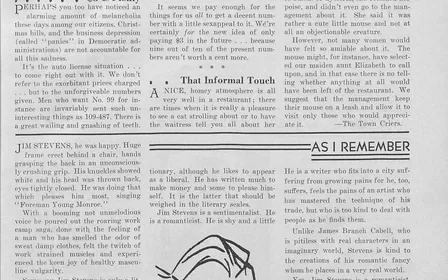 PERHAPS you too have noticed an
alarming amount of melancholia
these days among our citizens. Christ-
mas bills, and the business depression
(called "panics" in Democratic ad-
ministrations) are not accountable for
all this sadness.
It's the auto license situation . . .
to come right out with it. We don't
refer to the exorbitant prices charged
. . . but to the unforgiveable numbers
given. Men who want No. 99 for in-
stance are invariably given such un-
interesting things as 109-487. There is
a great wailing and gnashing of teeth.
It seems we pay enough for the
things for us all to get a decent num-
ber with a little sexappeal to it. We're
certainly for the new idea of only
paying $3 in the future . . . because
nine out of ten of the present num-
bers aren't worth a cent more.
* * *
That Informal Touch
A NICE, homey atmosphere is all
very well in a restaurant; there
are times when it is really a pleasure
to see a cat strolling about or to have
the waitress tell you all about her
poise, and didn't even go to the man-
agement about it. She said it was
rather a cute little mouse and not at
all an objectionable creature.
However, not many women would
have felt so amiable about it. The
mouse might, for instance, have select-
ed our maiden aunt Elizabeth to call
upon, and in that case there is no tell-
ing whether anything at all would
have been left of the restaurant. We
suggest that the management keep
their mouse on a leash and allow it to
visit only those who would appreci-
ate it. —The Town Criers.
AS I REMEMBER
JIM STEVENS, he was happy. Huge
frame erect behind a chair, hands
grasping the back in an unconscious-
ly crushing grip. His knuckles showed
white and his head was thrown back,
eyes tightly closed. He was doing that
which pleases him most, singing
"Foreman Young Monroe."
With a booming and unmelodious
voice he poured out the roaring work
camp saga, done with the feeling of
a man who has smelled the odor of
sweat damp clothes, felt the twitch of
work strained muscles and experi-
enced the keen joy of healthy mascu-
line vulgarity.
tionary, although he likes to appear
as a liberal. He has written much to
make money and some to please him-
self. It is the latter that should be
weighed in the literary scales.
Jim Stevens is a sentimentalist. He
is a romanticist. He is shy and a little
He is a writer who fits into a city suf-
fering from growing pains for he, too,
suffers, feels the pains of an artist who
has mastered the technique of his
trade, but who is too kind to deal with
people as he finds them.
Unlike James Branch Cabell, who
is pitiless with real characters in an
imaginary world, Stevens is kind to
the creations of his romantic fancy
whom he places in a very real world.